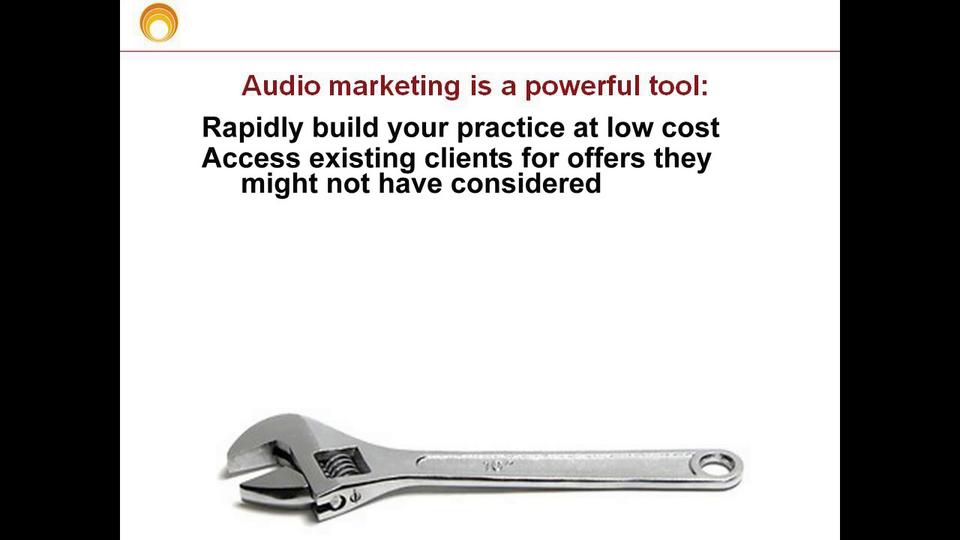 Audio marketing is a powerful tool:
Rapidly build your practice at low cost
Access existing clients for offers they
might not have considered
10"